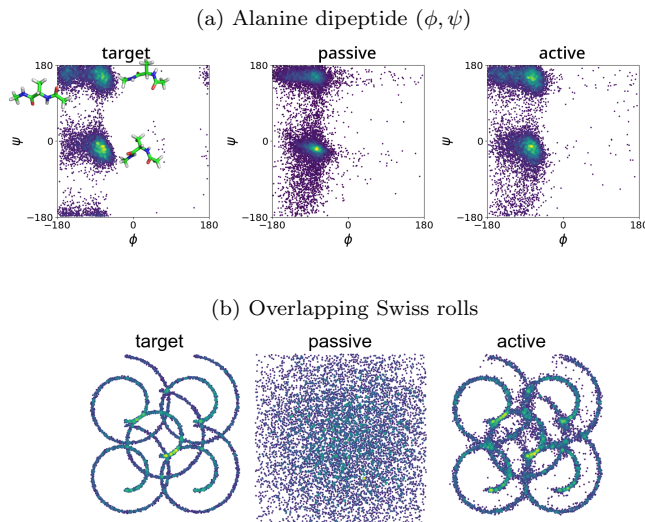 (a) Alanine dipeptide (ϕ, ψ)
target
passive
active
180
0
−180
ψ
−180
0
180
ϕ
180
0
−180
ψ
−180
0
180
ϕ
180
0
−180
ψ
−180
0
180
ϕ
(b) Overlapping Swiss rolls
target
passive
active